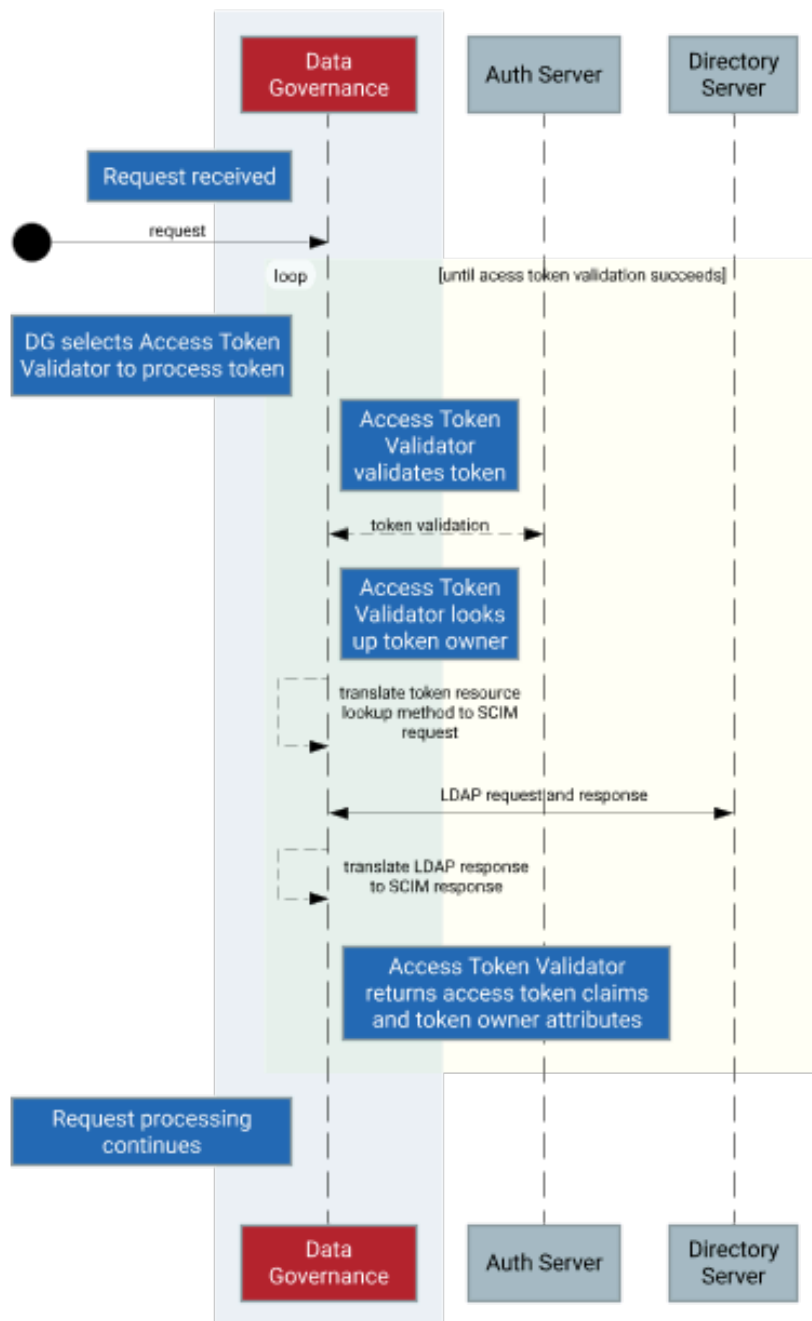 Data
Governance
Auth Server
Directory
Server
Request received
request
loop
[until acess token validation succeeds]
DG selects Access Token
Validator to process token
Access Token
Validator
validates token
token validation
Access Token
Validator looks
up token owner
translate token resource
lookup method to SCIM
request
LDAP request and response
translate LDAP response
to SCIM response
Access Token Validator
returns access token claims
and token owner attributes
Request processing
continues
Data
Governance
Auth Server
Directory
Server